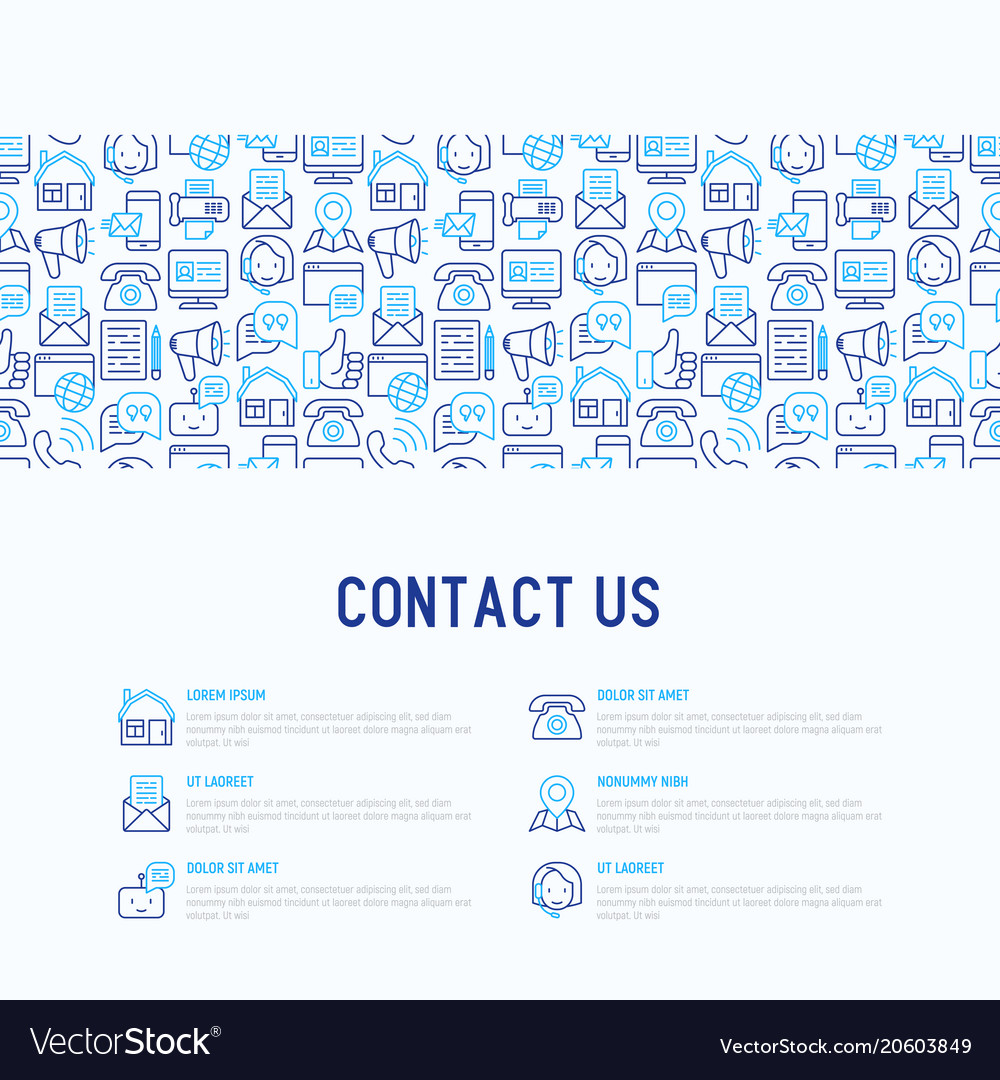 CONTACT US
LOREM IPSUM
Lorem ipsum dolor sit amet, consectetuer adipiscing elit, sed diam
nonummy nibh euismod tincidunt ut laoreet dolore magna aliquam erat
volutpat. Ut wisi
DOLOR SIT AMET
Lorem ipsum dolor sit amet, consectetuer adipiscing elit, sed diam
nonummy nibh euismod tincidunt ut laoreet dolore magna aliquam erat
volutpat. Ut wisi
UT LAOREET
Lorem ipsum dolor sit amet, consectetuer adipiscing elit, sed diam
nonummy nibh euismod tincidunt ut laoreet dolore magna aliquam erat
volutpat. Ut wisi
NONUMMY NIBH
Lorem ipsum dolor sit amet, consectetuer adipiscing elit, sed diam
nonummy nibh euismod tincidunt ut laoreet dolore magna aliquam erat
volutpat. Ut wisi
DOLOR SIT AMET
Lorem ipsum dolor sit amet, consectetuer adipiscing elit, sed diam
nonummy nibh euismod tincidunt ut laoreet dolore magna aliquam erat
volutpat. Ut wisi
UT LAOREET
Lorem ipsum dolor sit amet, consectetuer adipiscing elit, sed diam
nonummy nibh euismod tincidunt ut laoreet dolore magna aliquam erat
volutpat. Ut wisi
VectorStock®
VectorStock.com/20603849